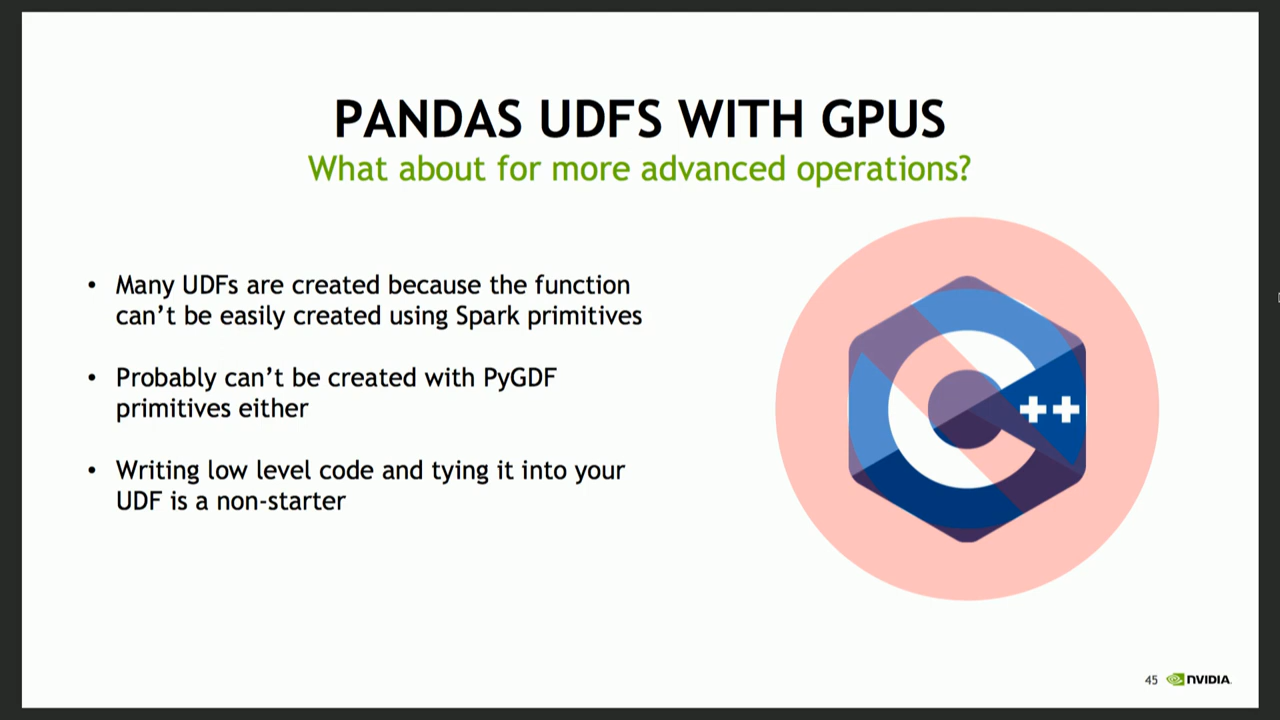 PANDAS UDFS WITH GPUS
What about for more advanced operations?
• Many UDFs are created because the function
can’t be easily created using Spark primitives
• Probably can’t be created with PyGDF
primitives either
• Writing low level code and tying it into your
UDF is a non-starter
++
45 NVIDIA.